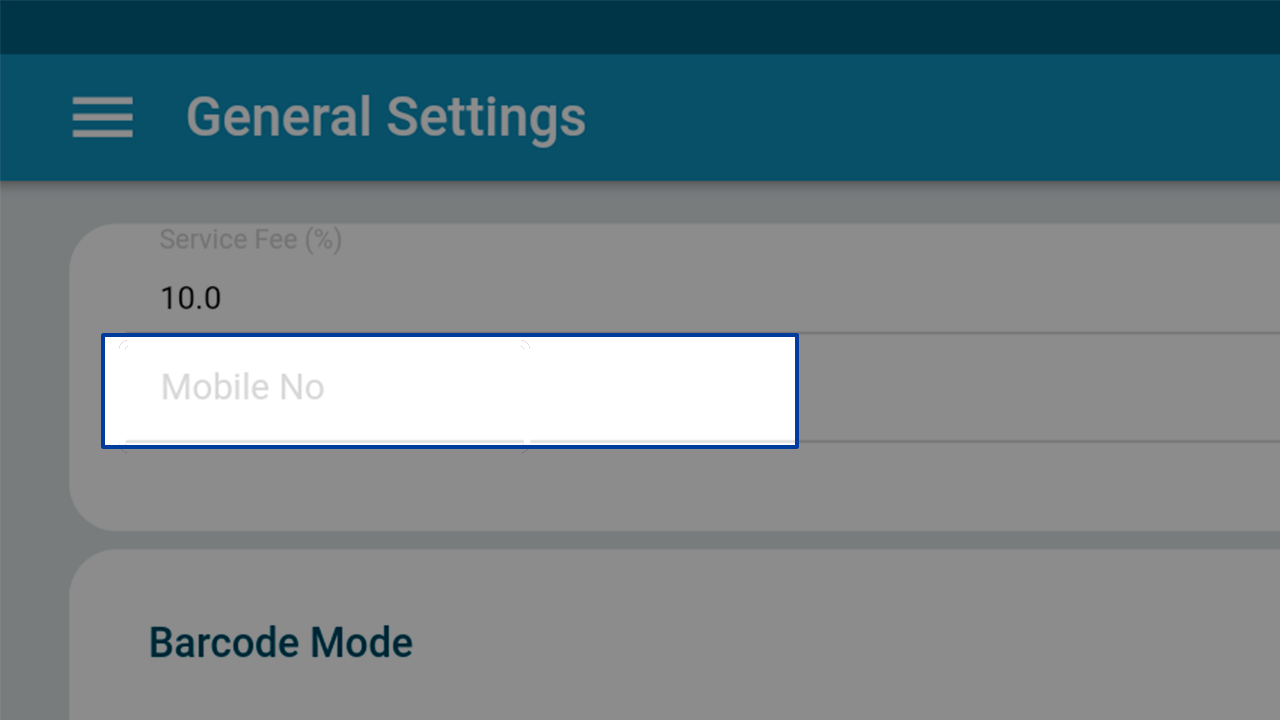 General Settings
Service Fee (%)
10.0
Mobile No
Barcode Mode